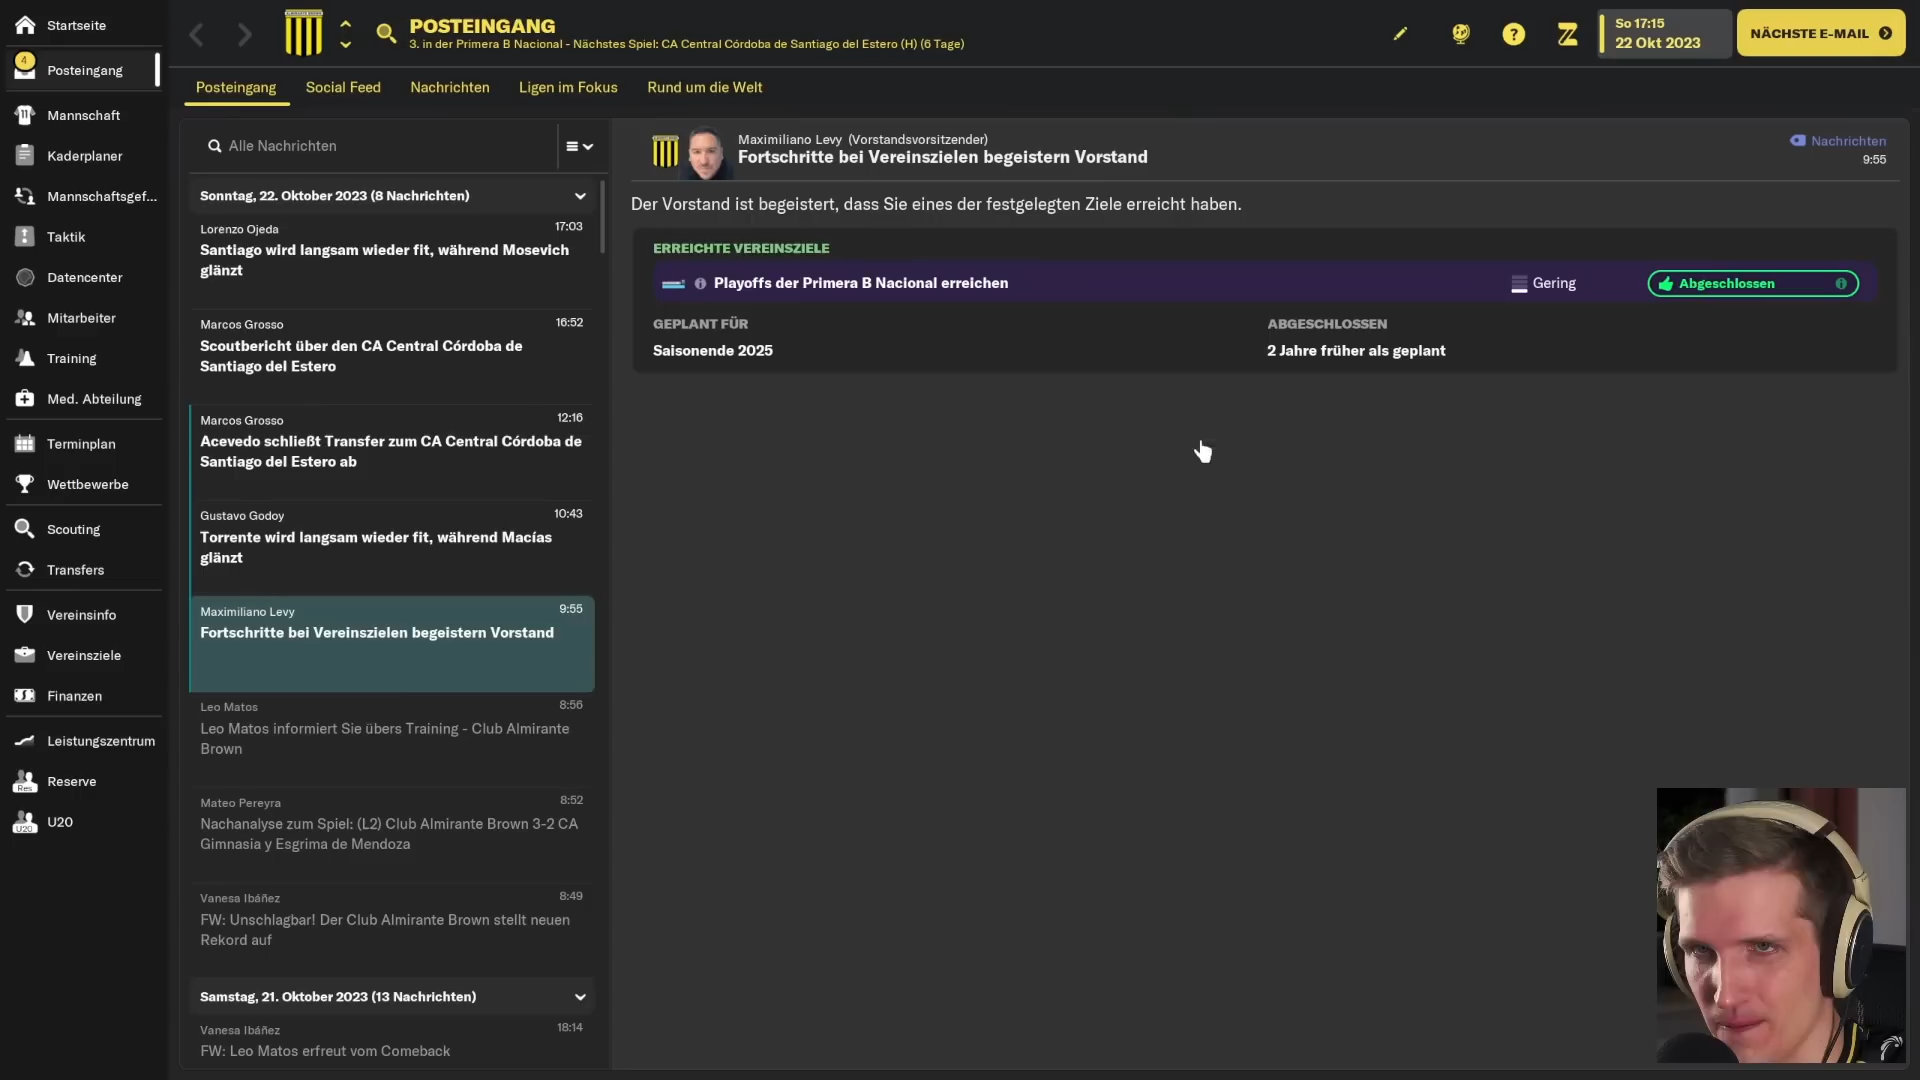 Startseite
4
Posteingang
Mannschaft
Kaderplaner
Mannschaftsgef...
Taktik
Datencenter
Mitarbeiter
Training
Med. Abteilung
Terminplan
Wettbewerbe
Scouting
Transfers
Vereinsinfo
Vereinsziele
Finanzen
Leistungszentrum
Res
Reserve
U20
U20
POSTEINGANG
3. in der Primera B Nacional - Nächstes Spiel: CA Central Córdoba de Santiago del Estero (H) (6 Tage)
So 17:15
22 Okt 2023
NÄCHSTE E-MAIL
Posteingang
Social Feed
Nachrichten
Ligen im Fokus
Rund um die Welt
Alle Nachrichten
Sonntag, 22. Oktober 2023 (8 Nachrichten)
Lorenzo Ojeda
17:03
Santiago wird langsam wieder fit, während Mosevich
glänzt
Marcos Grosso
16:52
Scoutbericht über den CA Central Córdoba de
Santiago del Estero
Marcos Grosso
12:16
Acevedo schließt Transfer zum CA Central Córdoba de
Santiago del Estero ab
Gustavo Godoy
10:43
Torrente wird langsam wieder fit, während Macías
glänzt
Maximiliano Levy
9:55
Fortschritte bei Vereinszielen begeistern Vorstand
Leo Matos
8:56
Leo Matos informiert Sie übers Training - Club Almirante
Brown
Mateo Pereyra
8:52
Nachanalyse zum Spiel: (L2) Club Almirante Brown 3-2 CA
Gimnasia y Esgrima de Mendoza
Vanesa Ibáñez
8:49
FW: Unschlagbar! Der Club Almirante Brown stellt neuen
Rekord auf
Samstag, 21. Oktober 2023 (13 Nachrichten)
Vanesa Ibáñez
18:14
FW: Leo Matos erfreut vom Comeback
Maximiliano Levy (Vorstandsvorsitzender)
Fortschritte bei Vereinszielen begeistern Vorstand
Nachrichten
9:55
Der Vorstand ist begeistert, dass Sie eines der festgelegten Ziele erreicht haben.
ERREICHTE VEREINSZIELE
Playoffs der Primera B Nacional erreichen
Gering
Abgeschlossen
GEPLANT FÜR
ABGESCHLOSSEN
Saisonende 2025
2 Jahre früher als geplant